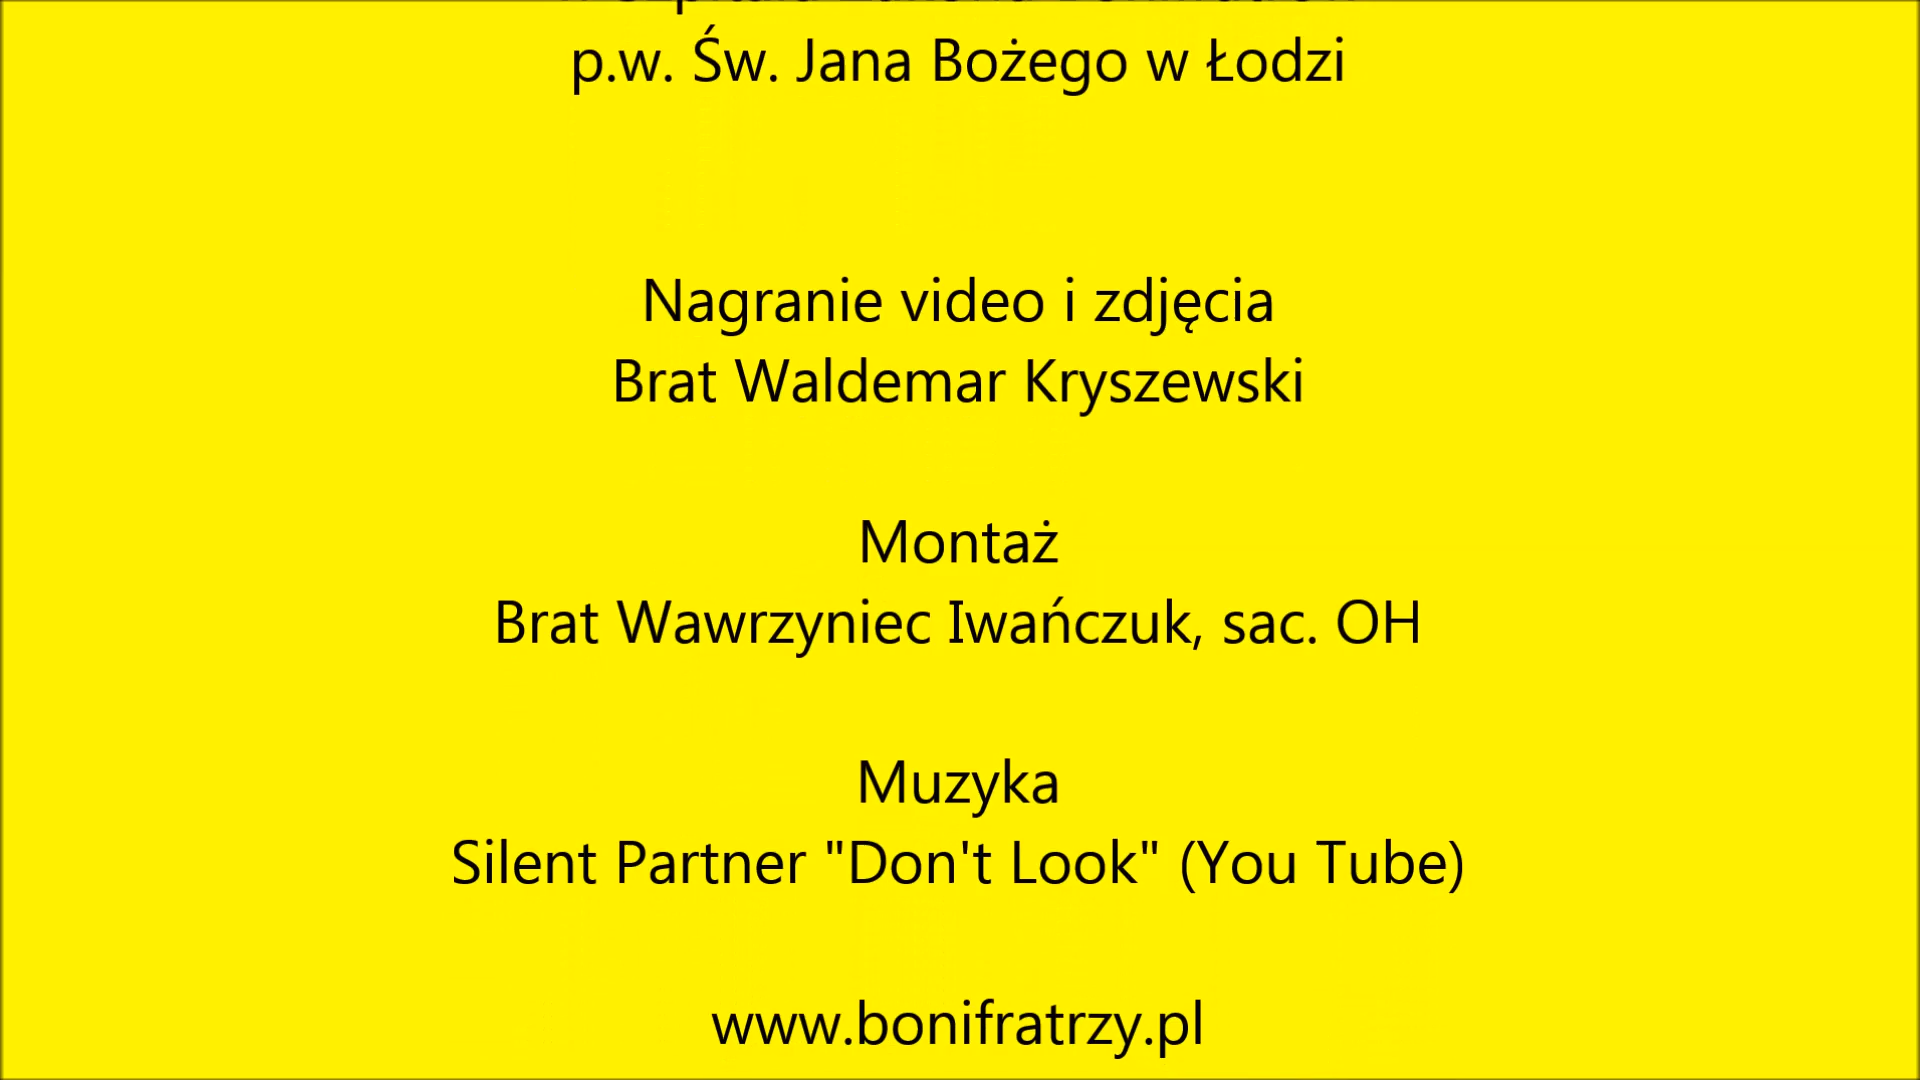 p.w. Św. Jana Bożego w Łodzi
Nagranie video i zdjęcia
Brat Waldemar Kryszewski
Montaż
Brat Wawrzyniec Iwańczuk, sac. OH
Muzyka
Silent Partner "Don't Look" (You Tube)
www.bonifratrzy.pl